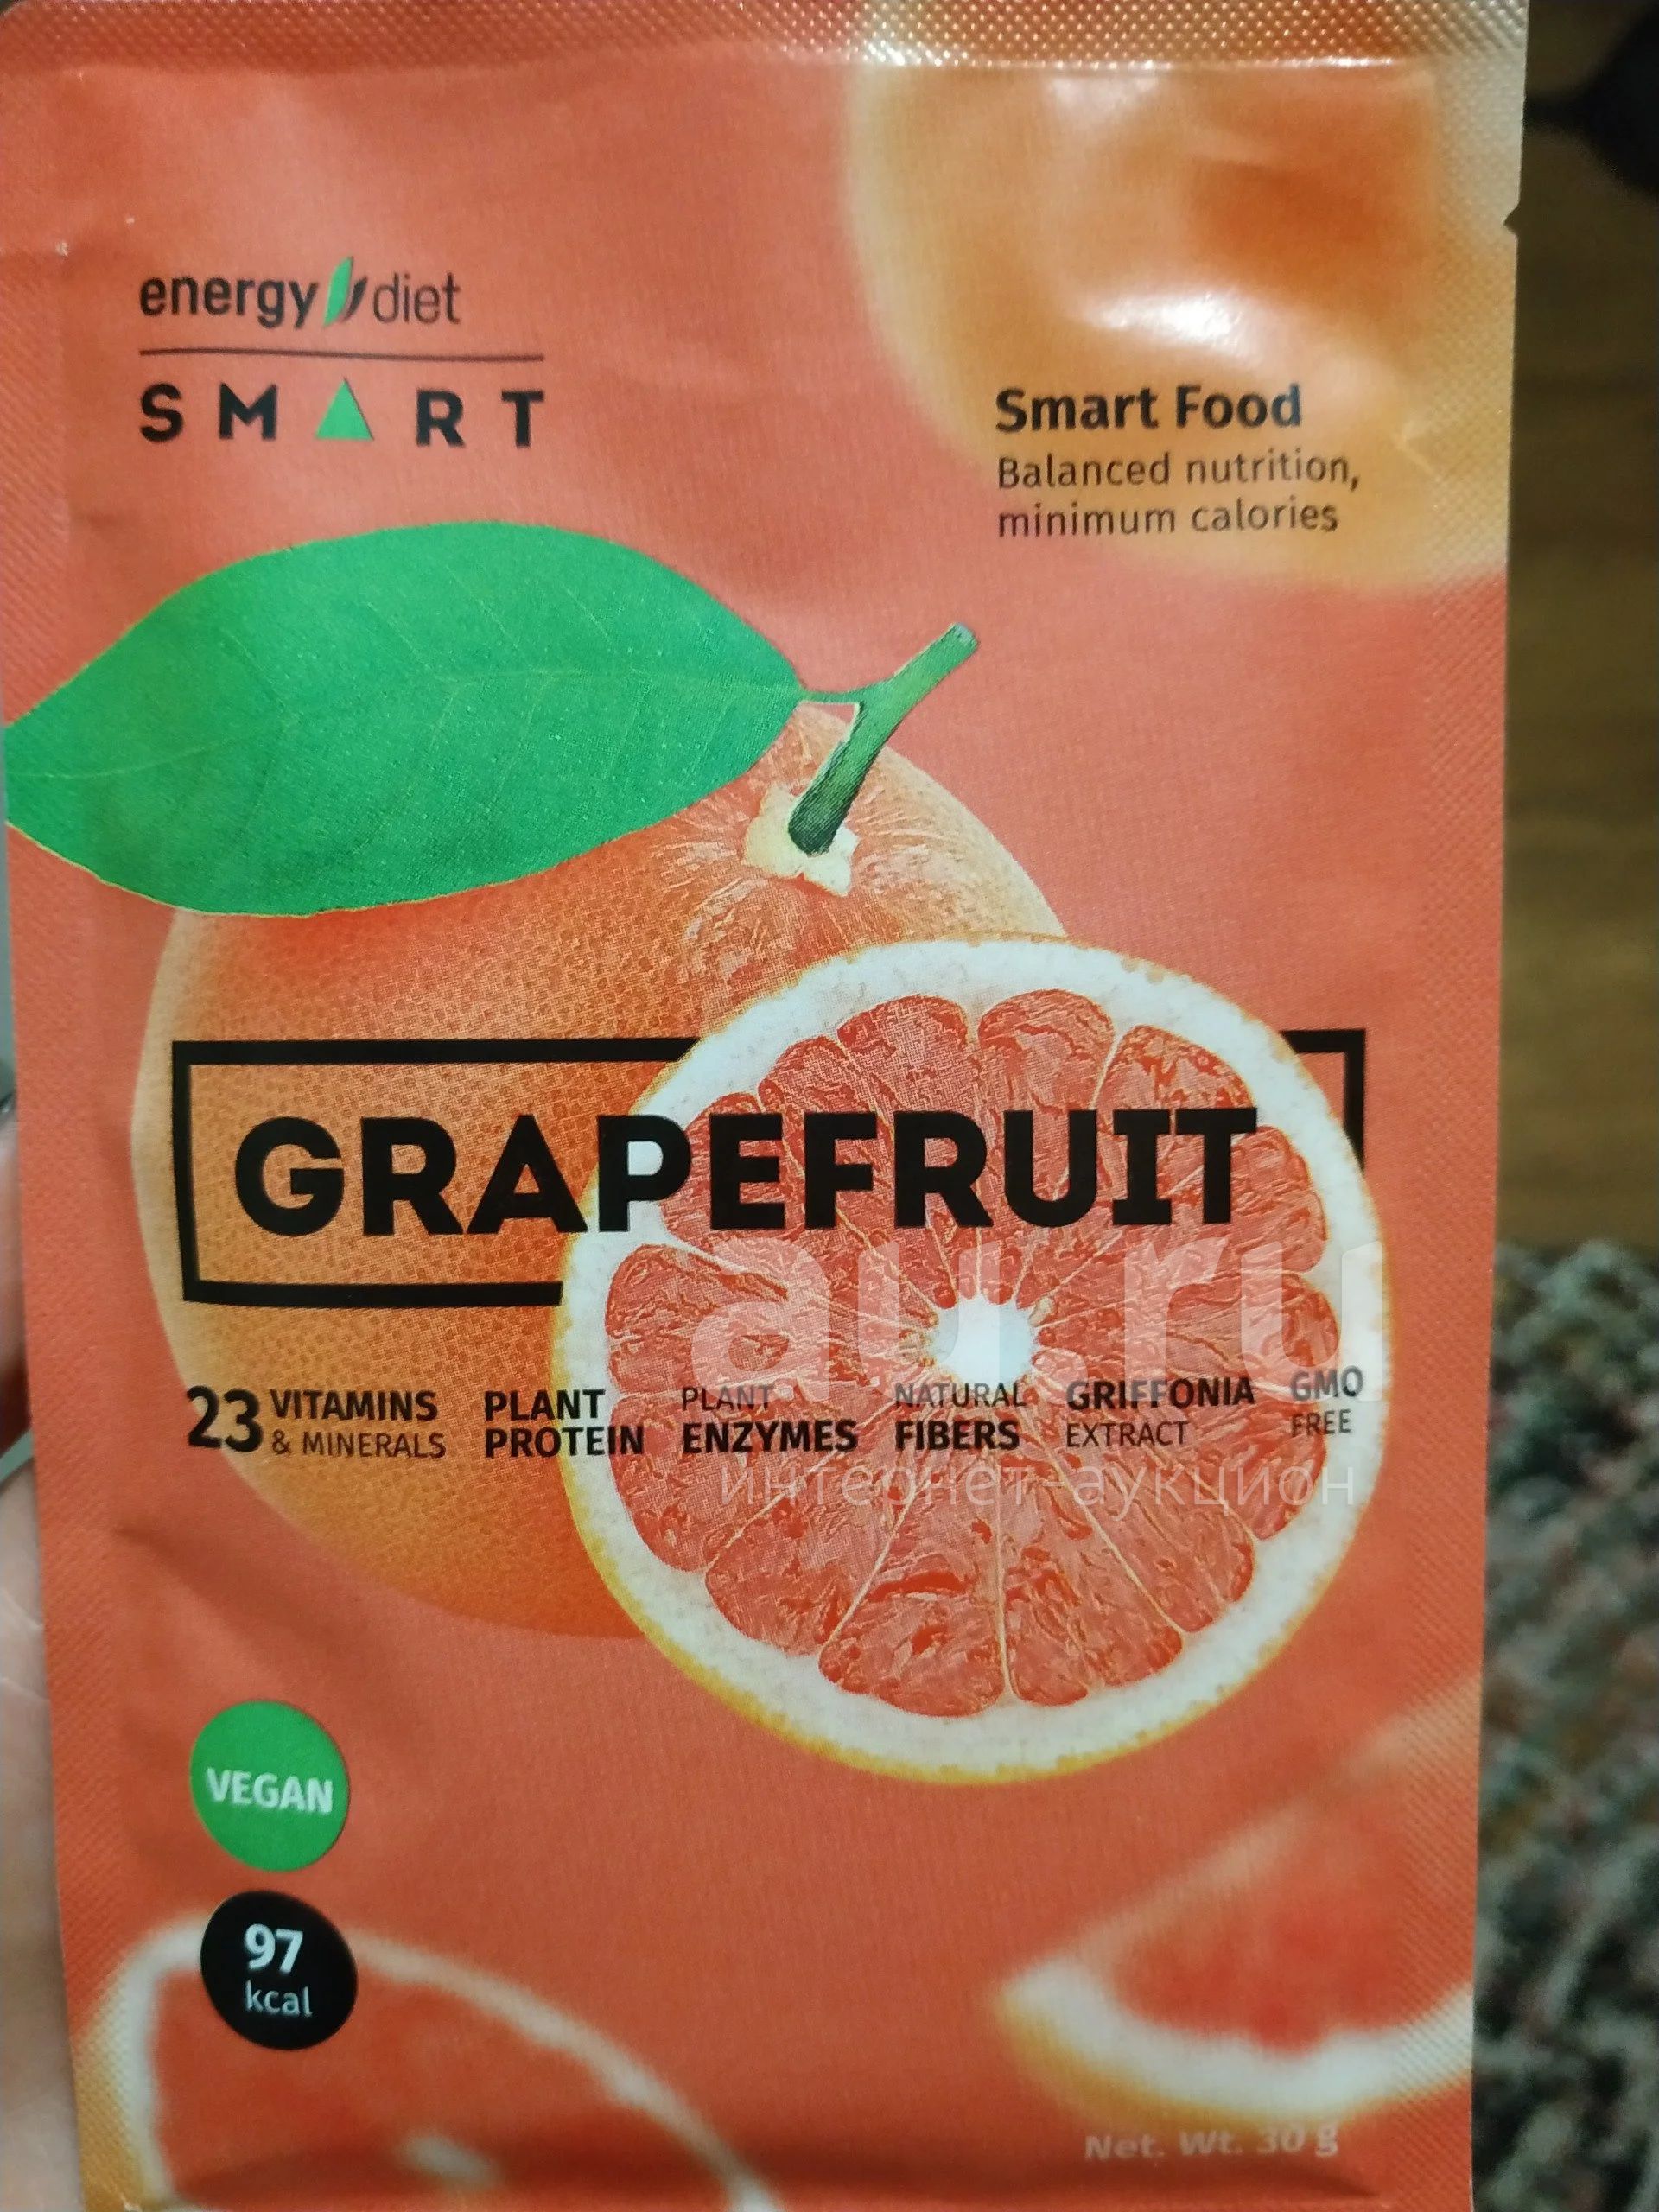 energy diet
SMART
Smart Food
Balanced nutrition,
minimum calories
GRAPEFRUIT
au.ru
23 VITAMINS & MINERALS
PLANT PROTEIN
PLANT ENZYMES
NATURAL FIBERS
GRIFFONIA EXTRACT
GMO FREE
интернет-аукцион
VEGAN
97
kcal
Net. Wt. 30 g